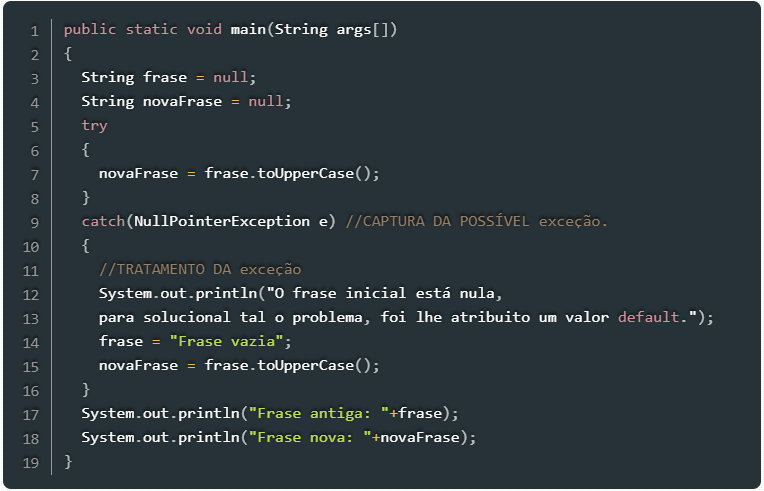 1 public static void main(String args[])
2 {
3 String frase = null;
4 String novaFrase = null;
5 try
6 {
7 novaFrase = frase.toUpperCase();
8 }
9 catch(NullPointerException e) //CAPTURA DA POSSÍVEL exceção.
10 {
11 //TRATAMENTO DA exceção
12 System.out.println("O frase inicial está nula,
13 para solucional tal o problema, foi lhe atribuito um valor default.");
14 frase = "Frase vazia";
15 novaFrase = frase.toUpperCase();
16 }
17 System.out.println("Frase antiga: "+frase);
18 System.out.println("Frase nova: "+novaFrase);
19 }